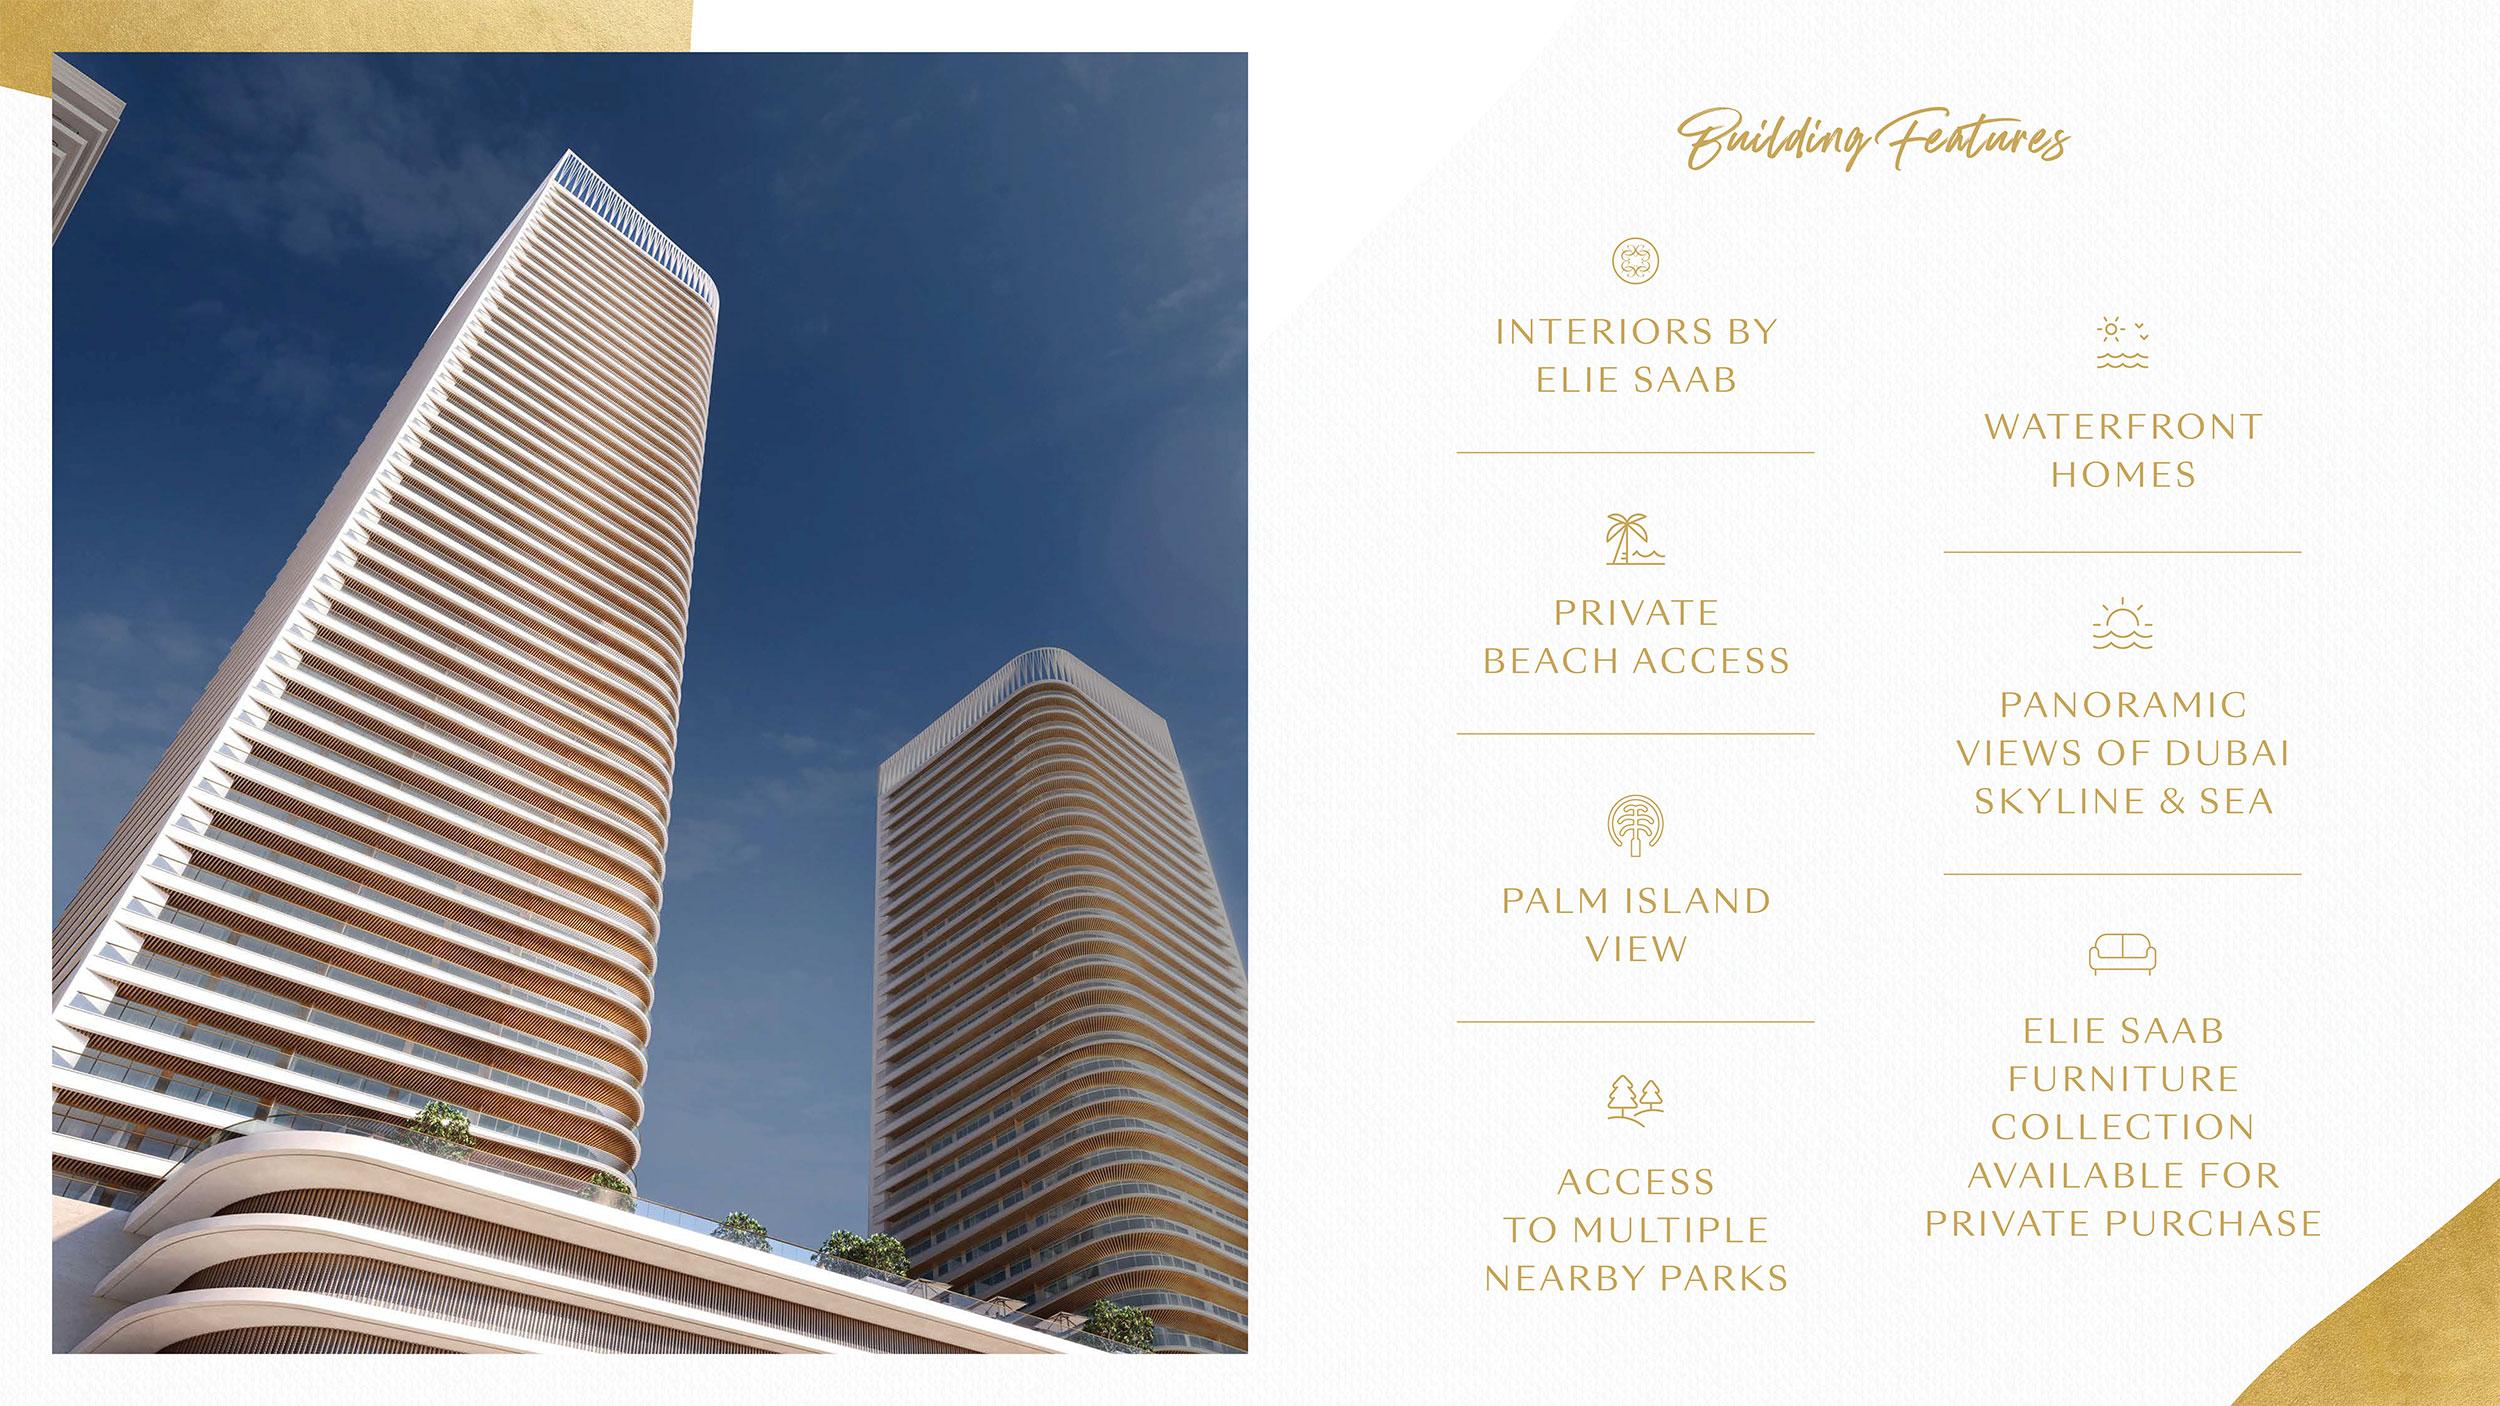 Building Features
INTERIORS BY
ELIE SAAB
PRIVATE
BEACH ACCESS
PALM ISLAND
VIEW
ACCESS
TO MULTIPLE
NEARBY PARKS
WATERFRONT
HOMES
PANORAMIC
VIEWS OF DUBAI
SKYLINE & SEA
ELIE SAAB
FURNITURE
COLLECTION
AVAILABLE FOR
PRIVATE PURCHASE